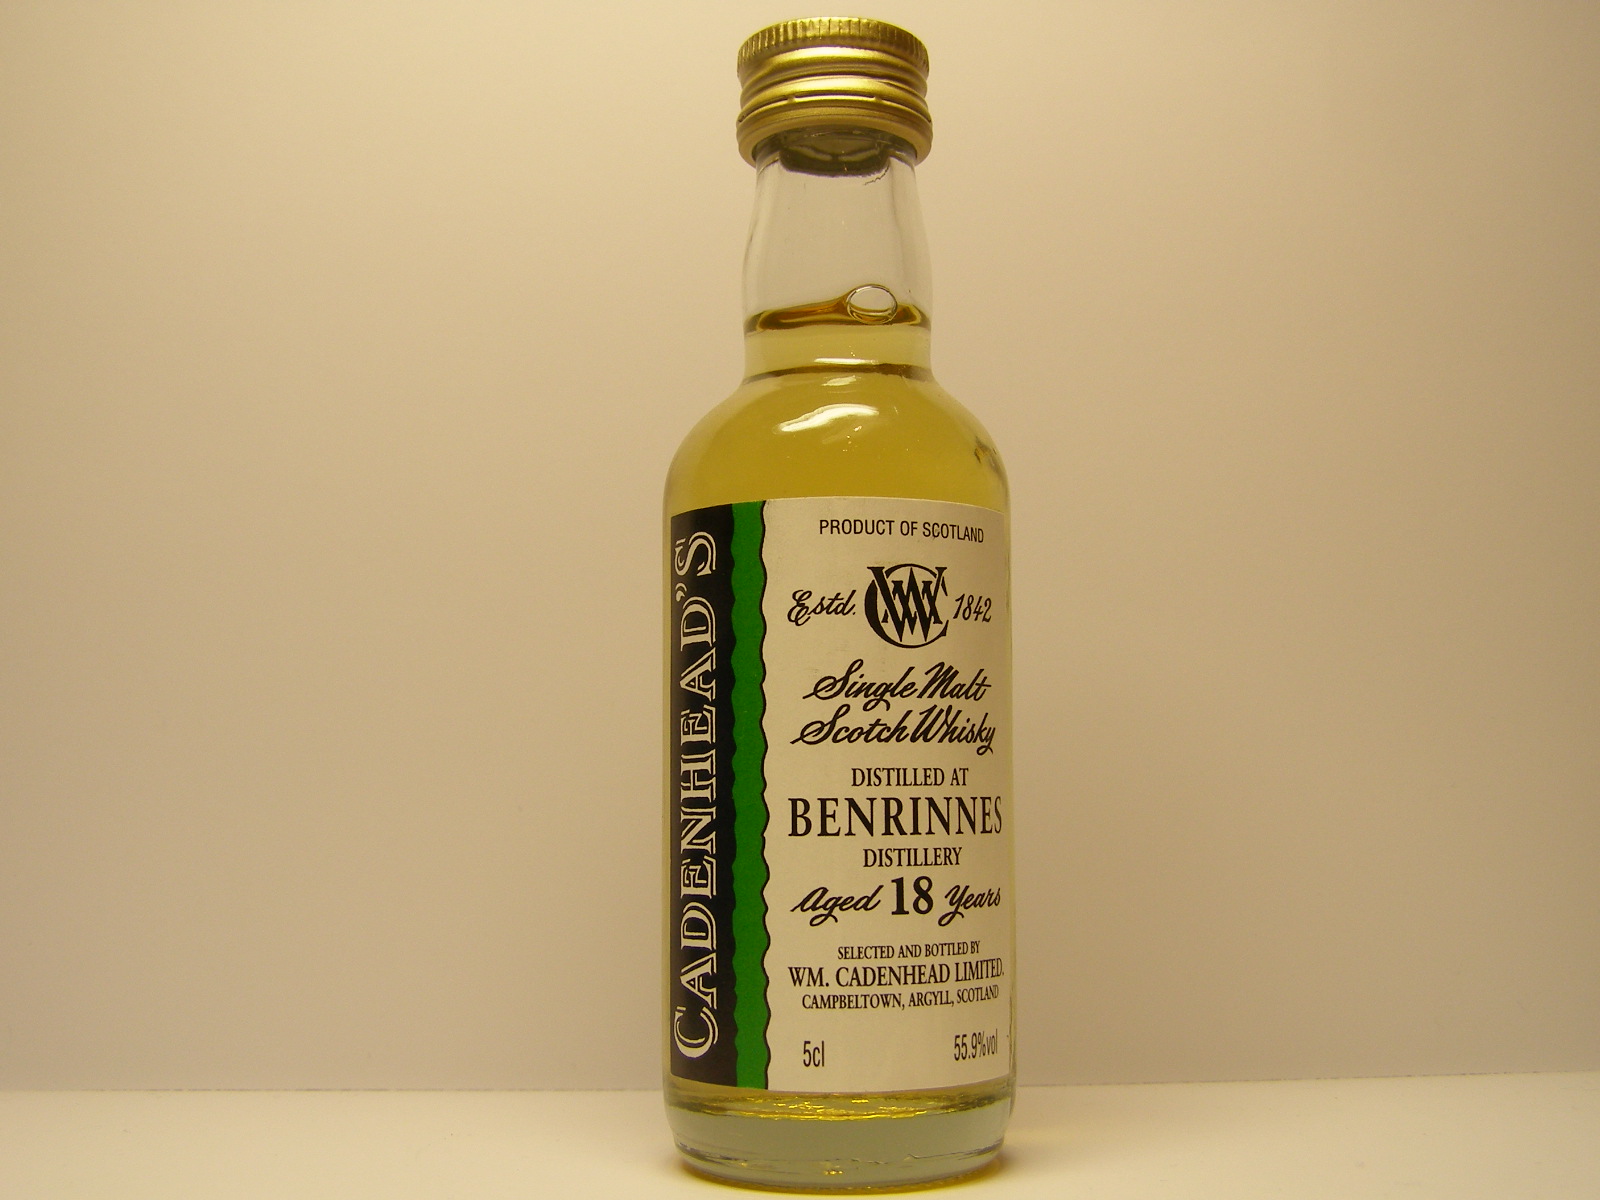 CADENHEAD'S
PRODUCT OF SCOTLAND
Estd. WC 1842
Single Malt
Scotch Whisky
DISTILLED AT
BENRINNES
DISTILLERY
Aged 18 Years
SELECTED AND BOTTLED BY
WM. CADENHEAD LIMITED.
CAMPBELTOWN, ARGYLL, SCOTLAND
5cl 55.9%vol